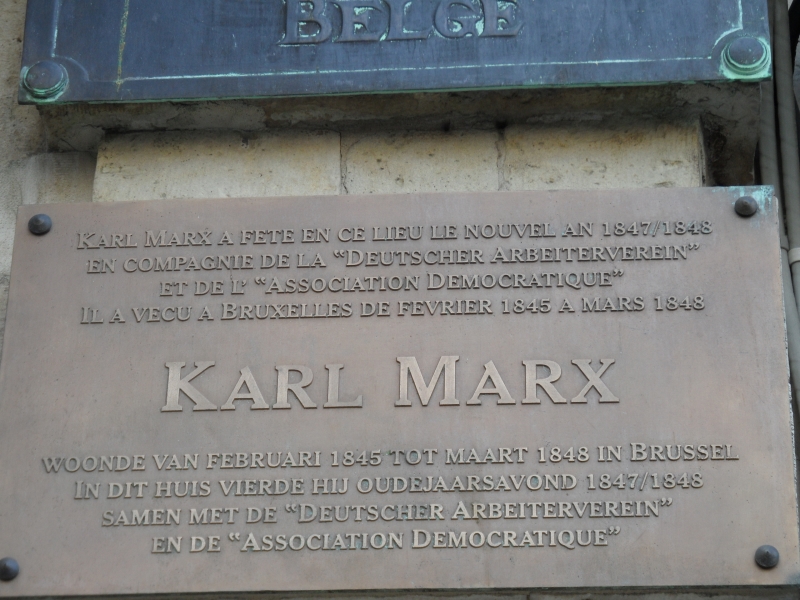 BELGE
KARL MARX A FETE EN CE LIEU LE NOUVEL AN 1847/1848
EN COMPAGNIE DE LA “DEUTSCHER ARBEITERVEREIN”
ET DE L’ “ASSOCIATION DEMOCRATIQUE”
IL A VECU A BRUXELLES DE FEVRIER 1845 A MARS 1848
KARL MARX
WOONDE VAN FEBRUARI 1845 TOT MAART 1848 IN BRUSSEL
IN DIT HUIS VIERDE HIJ OUDEJAARSAVOND 1847/1848
SAMEN MET DE “DEUTSCHER ARBEITERVEREIN”
EN DE “ASSOCIATION DEMOCRATIQUE”